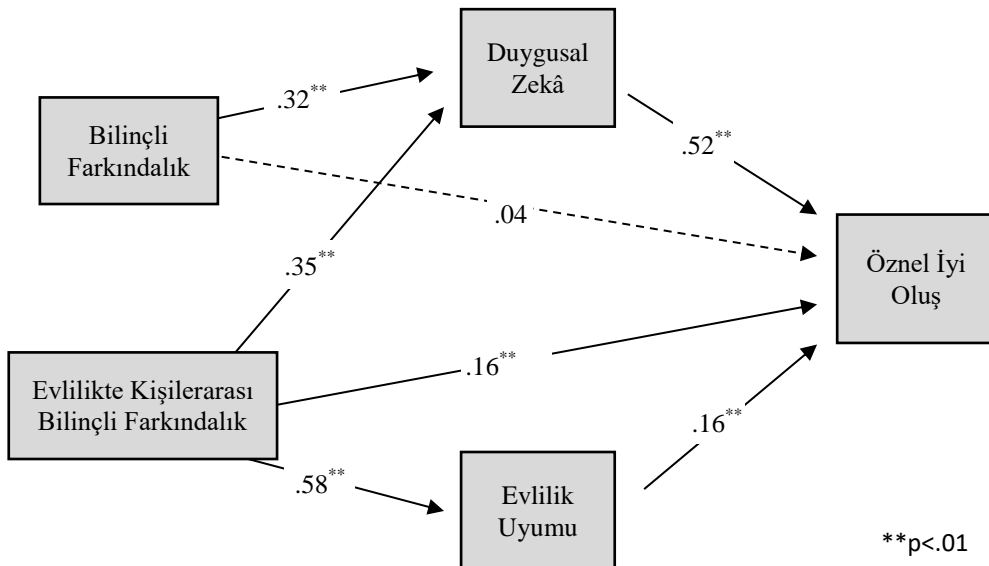 Duygusal
Zekâ
.32**
Bilinçli
Farkındalık
.52**
.04
.35**
Öznel İyi
Oluş
Evlilikte Kişilerarası
Bilinçli Farkındalık
.16**
.16**
.58**
Evlilik
Uyumu
**p<.01